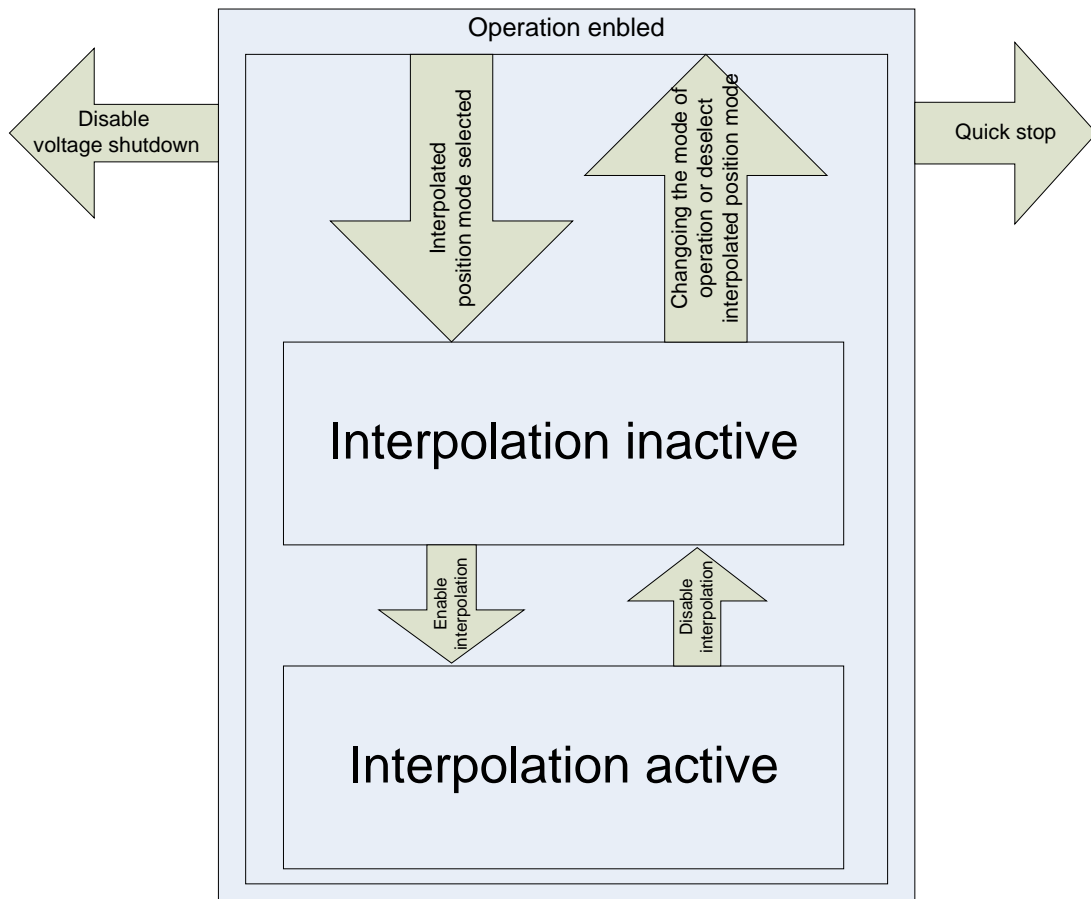 Operation enbled
Disable
voltage shutdown
Interpolated
position mode selected
Changoing the mode of
operation or deselect
interpolated position mode
Quick stop
Interpolation inactive
Enable
interpolation
Disable
interpolation
Interpolation active